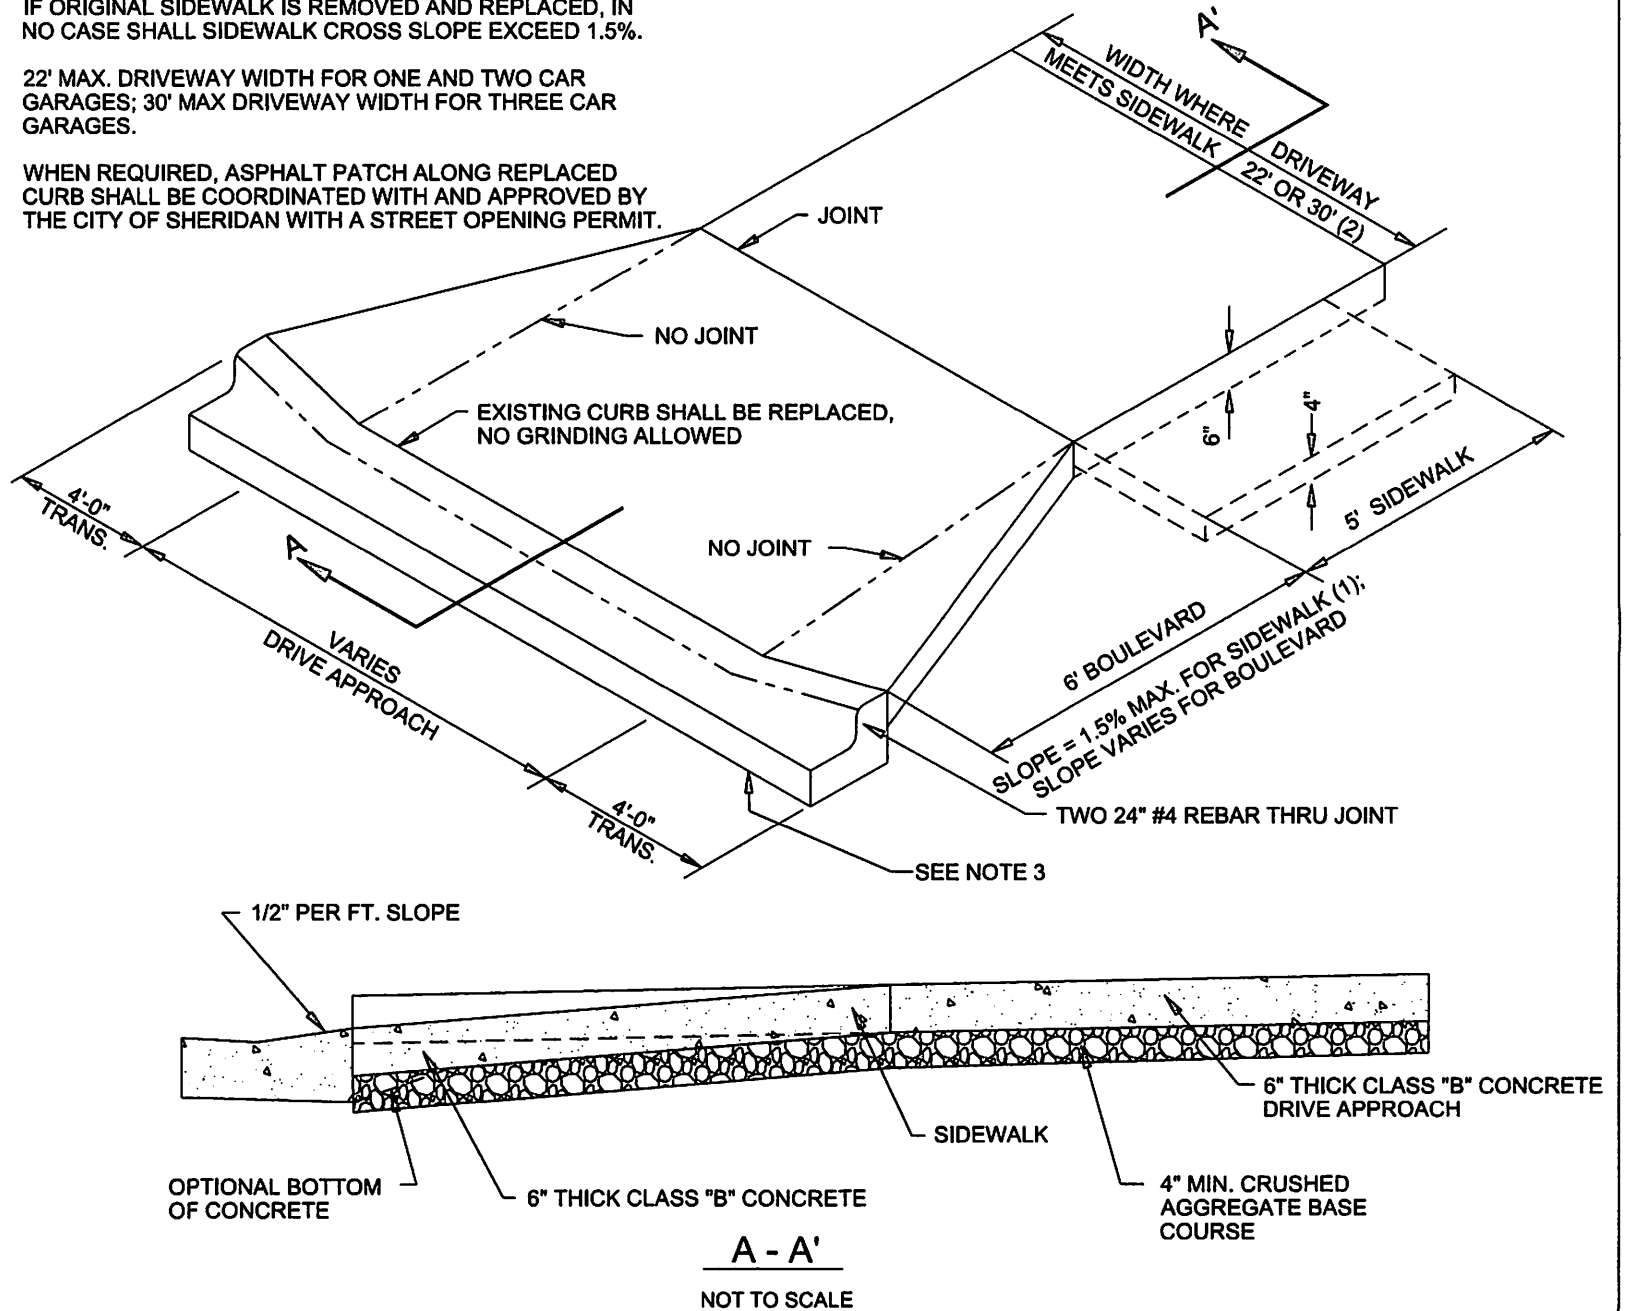 IF ORIGINAL SIDEWALK IS REMOVED AND REPLACED, IN
NO CASE SHALL SIDEWALK CROSS SLOPE EXCEED 1.5%.
22' MAX. DRIVEWAY WIDTH FOR ONE AND TWO CAR
GARAGES; 30' MAX DRIVEWAY WIDTH FOR THREE CAR
GARAGES.
WHEN REQUIRED, ASPHALT PATCH ALONG REPLACED
CURB SHALL BE COORDINATED WITH AND APPROVED BY
THE CITY OF SHERIDAN WITH A STREET OPENING PERMIT.
A'
WIDTH WHERE DRIVEWAY
MEETS SIDEWALK 22' OR 30' (2)
JOINT
NO JOINT
EXISTING CURB SHALL BE REPLACED,
NO GRINDING ALLOWED
6"
4"
5' SIDEWALK
4'-0"
TRANS.
A
NO JOINT
VARIES
DRIVE APPROACH
6' BOULEVARD
SLOPE = 1.5% MAX. FOR SIDEWALK (1);
SLOPE VARIES FOR BOULEVARD
4'-0"
TRANS.
TWO 24" #4 REBAR THRU JOINT
SEE NOTE 3
1/2" PER FT. SLOPE
6" THICK CLASS "B" CONCRETE
DRIVE APPROACH
SIDEWALK
OPTIONAL BOTTOM
OF CONCRETE
6" THICK CLASS "B" CONCRETE
4" MIN. CRUSHED
AGGREGATE BASE
COURSE
A - A'
NOT TO SCALE